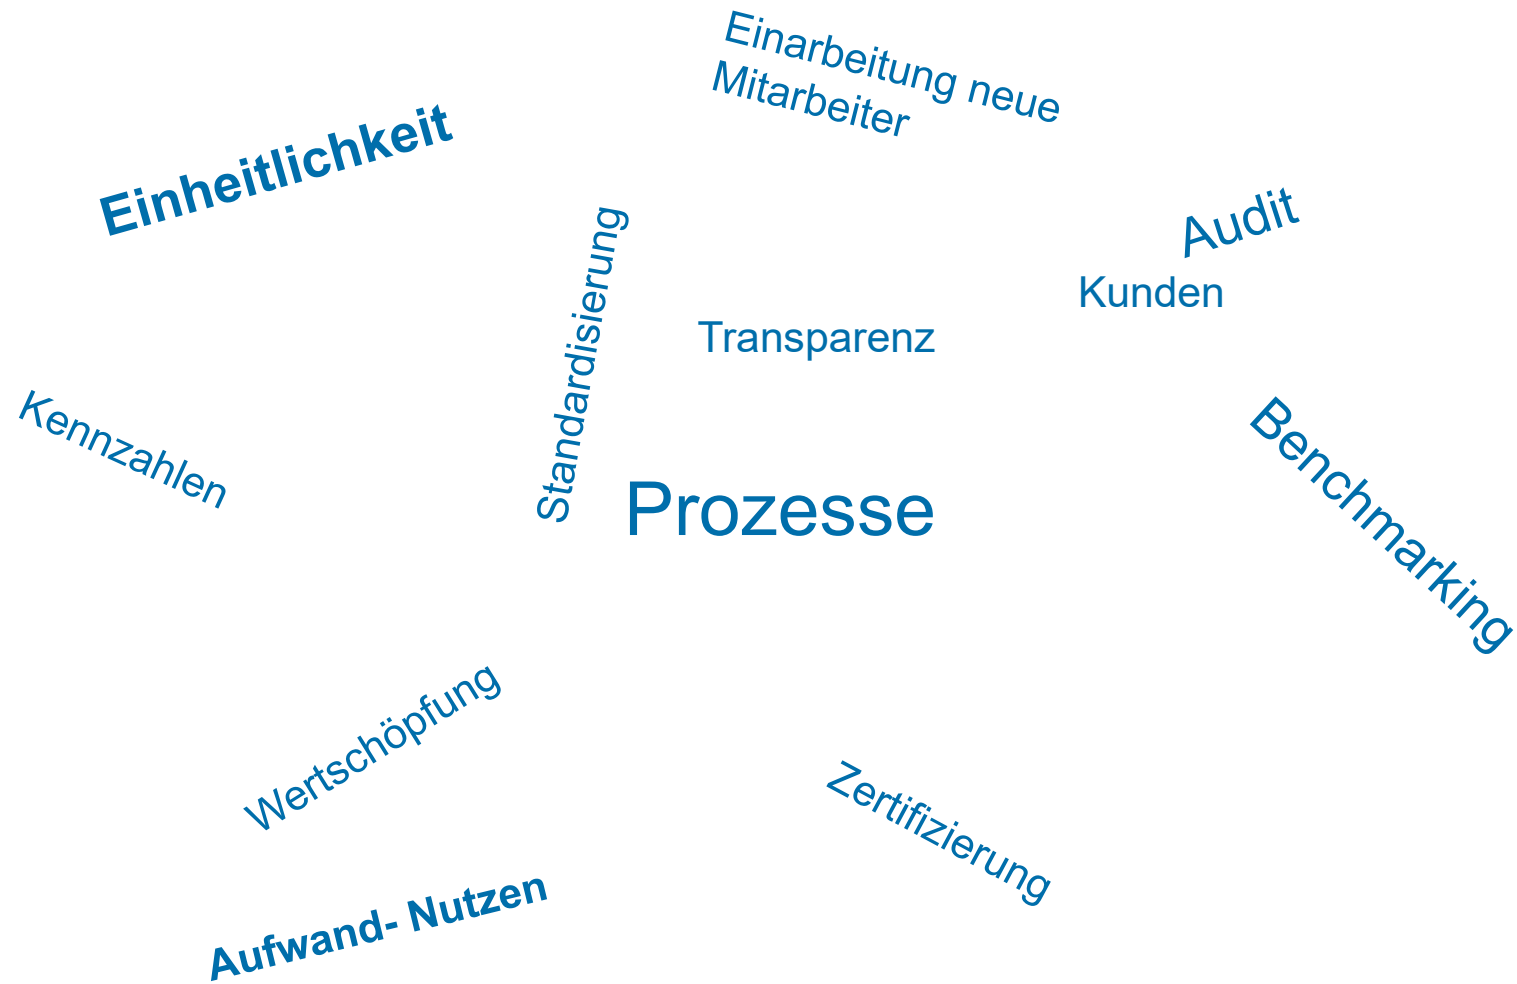 Einarbeitung neue
Mitarbeiter
Einheitlichkeit
Audit
Kunden
Standardisierung
Transparenz
Kennzahlen
Benchmarking
Prozesse
Wertschöpfung
Zertifizierung
Aufwand- Nutzen